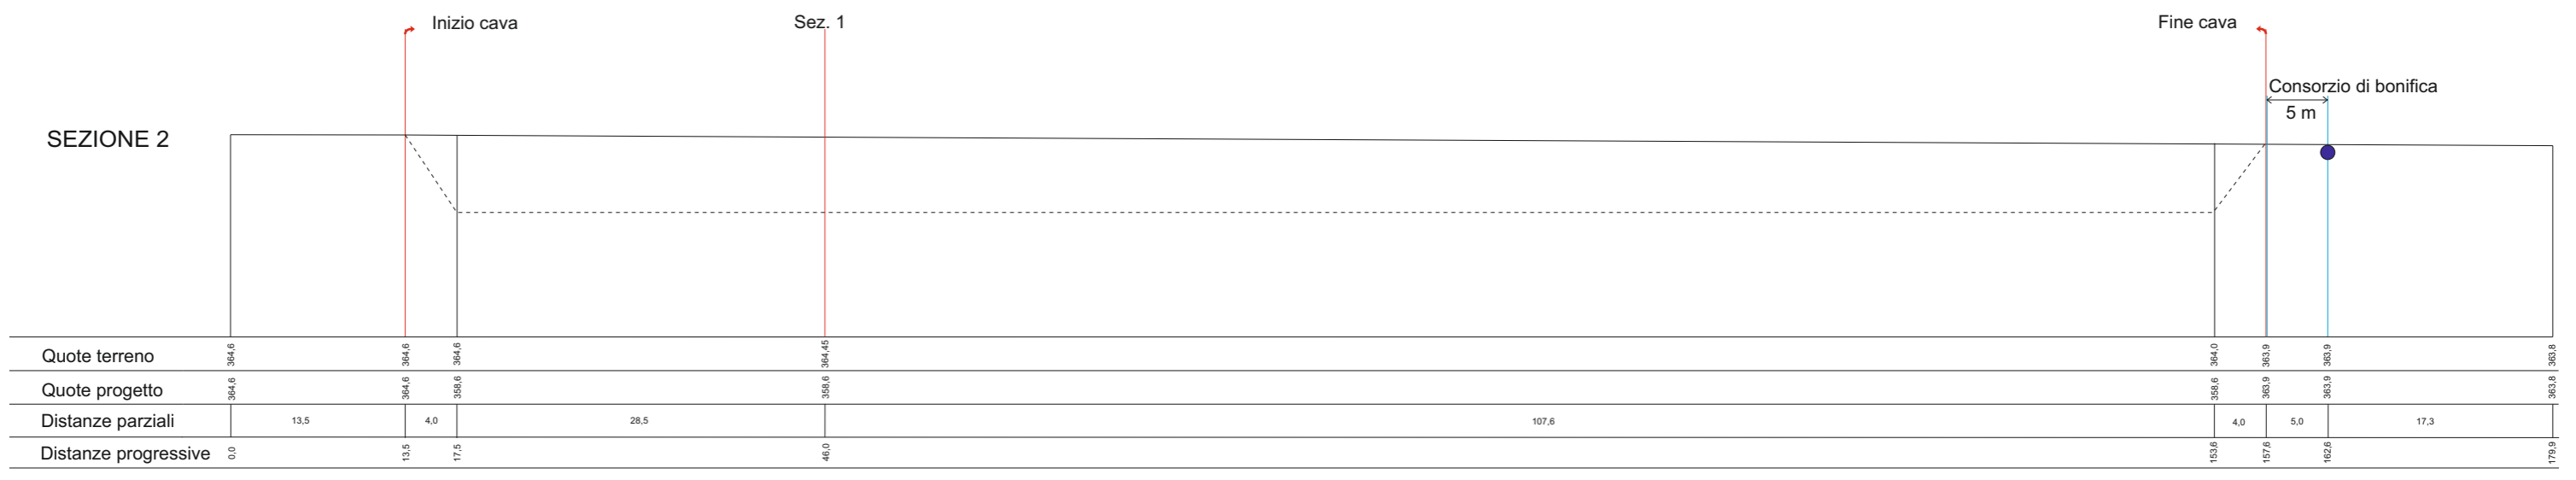 Inizio cava
Sez. 1
Fine cava
Consorzio di bonifica
5 m
SEZIONE 2
Quote terreno 364,6 364,6 364,6 364,45 364,0 363,9 363,9 363,8
Quote progetto 364,6 364,6 358,6 358,6 358,6 363,9 363,9 363,8
Distanze parziali 13,5 4,0 28,5 107,6 4,0 5,0 17,3
Distanze progressive 0,0 13,5 17,5 46,0 153,6 157,6 162,6 179,9